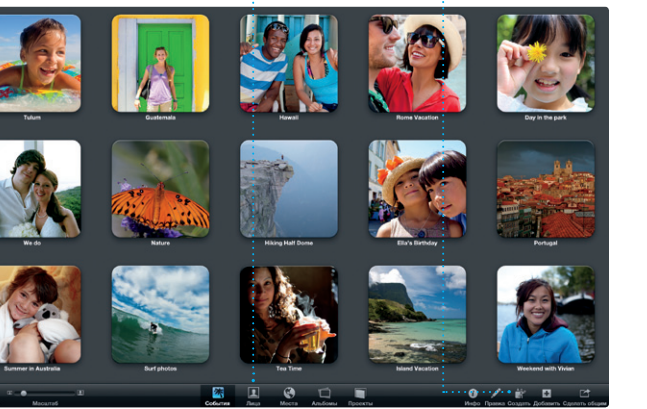 Tulum
Guatemala
Hawaii
Rome Vacation
Day in the park
We do
Nature
Hiking Half Dome
Ella's Birthday
Portugal
Summer in Australia
Surf photos
Tea Time
Island Vacation
Weekend with Vivian
Масштаб
События
Лица
Места
Альбомы
Проекты
Инфо
Правка
Создать
Добавить
Сделать общим